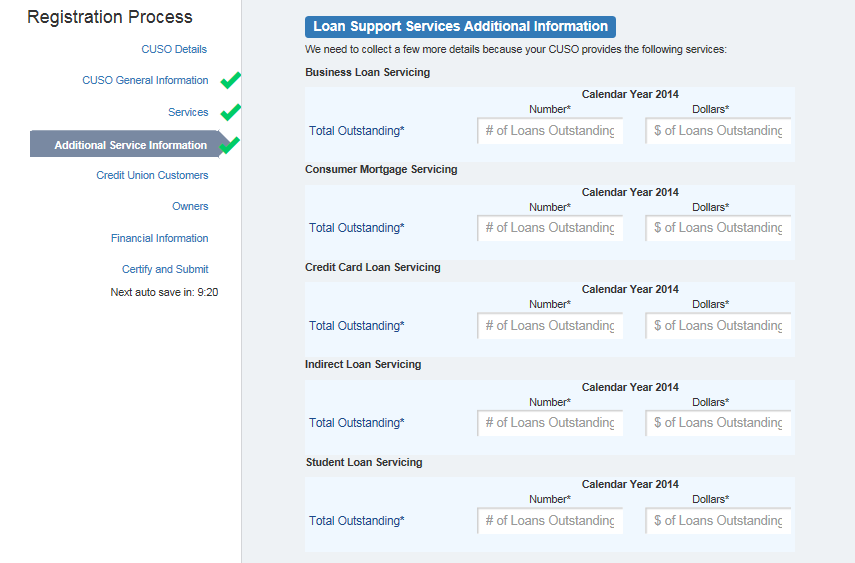 Registration Process
CUSO Details
CUSO General Information
Services
Additional Service Information
Credit Union Customers
Owners
Financial Information
Certify and Submit
Next auto save in: 9:20
Loan Support Services Additional Information
We need to collect a few more details because your CUSO provides the following services:
Business Loan Servicing
Calendar Year 2014
Number* Dollars*
Total Outstanding* # of Loans Outstanding $ of Loans Outstanding
Consumer Mortgage Servicing
Calendar Year 2014
Number* Dollars*
Total Outstanding* # of Loans Outstanding $ of Loans Outstanding
Credit Card Loan Servicing
Calendar Year 2014
Number* Dollars*
Total Outstanding* # of Loans Outstanding $ of Loans Outstanding
Indirect Loan Servicing
Calendar Year 2014
Number* Dollars*
Total Outstanding* # of Loans Outstanding $ of Loans Outstanding
Student Loan Servicing
Calendar Year 2014
Number* Dollars*
Total Outstanding* # of Loans Outstanding $ of Loans Outstanding